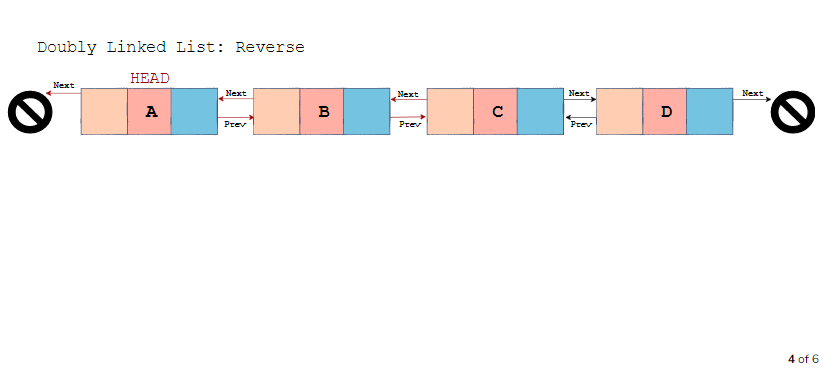 Doubly Linked List: Reverse
HEAD
Next
A
Next
Prev
B
Next
Prev
C
Next
Prev
D
Next
4 of 6